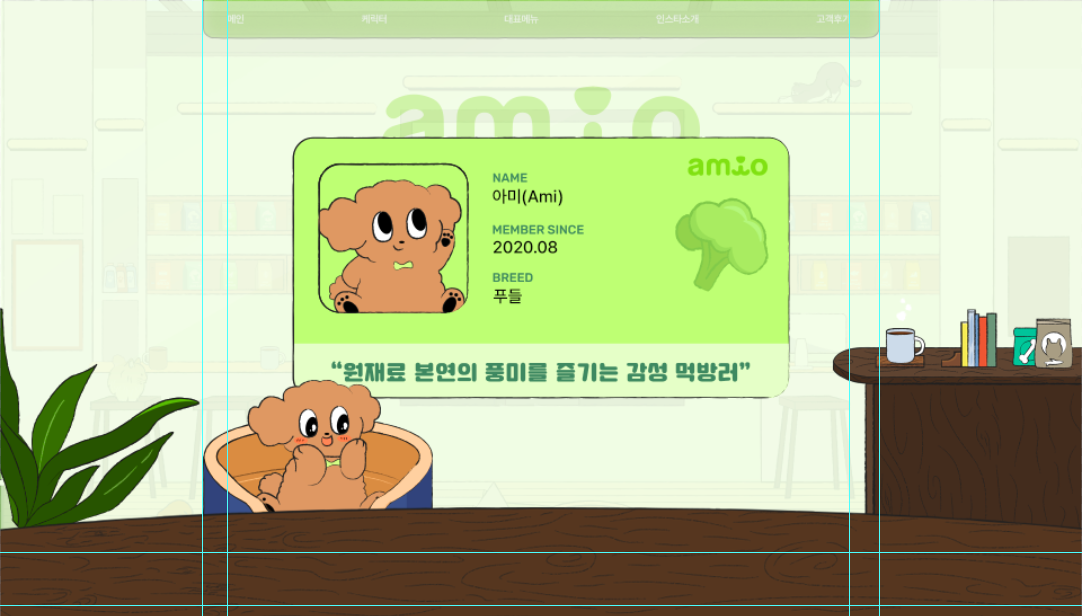 메인 캐릭터 대표메뉴 인스타소개 고객후기
amio
amio
NAME
아미(Ami)
MEMBER SINCE
2020.08
BREED
푸들
“원재료 본연의 풍미를 즐기는 감성 먹방러”